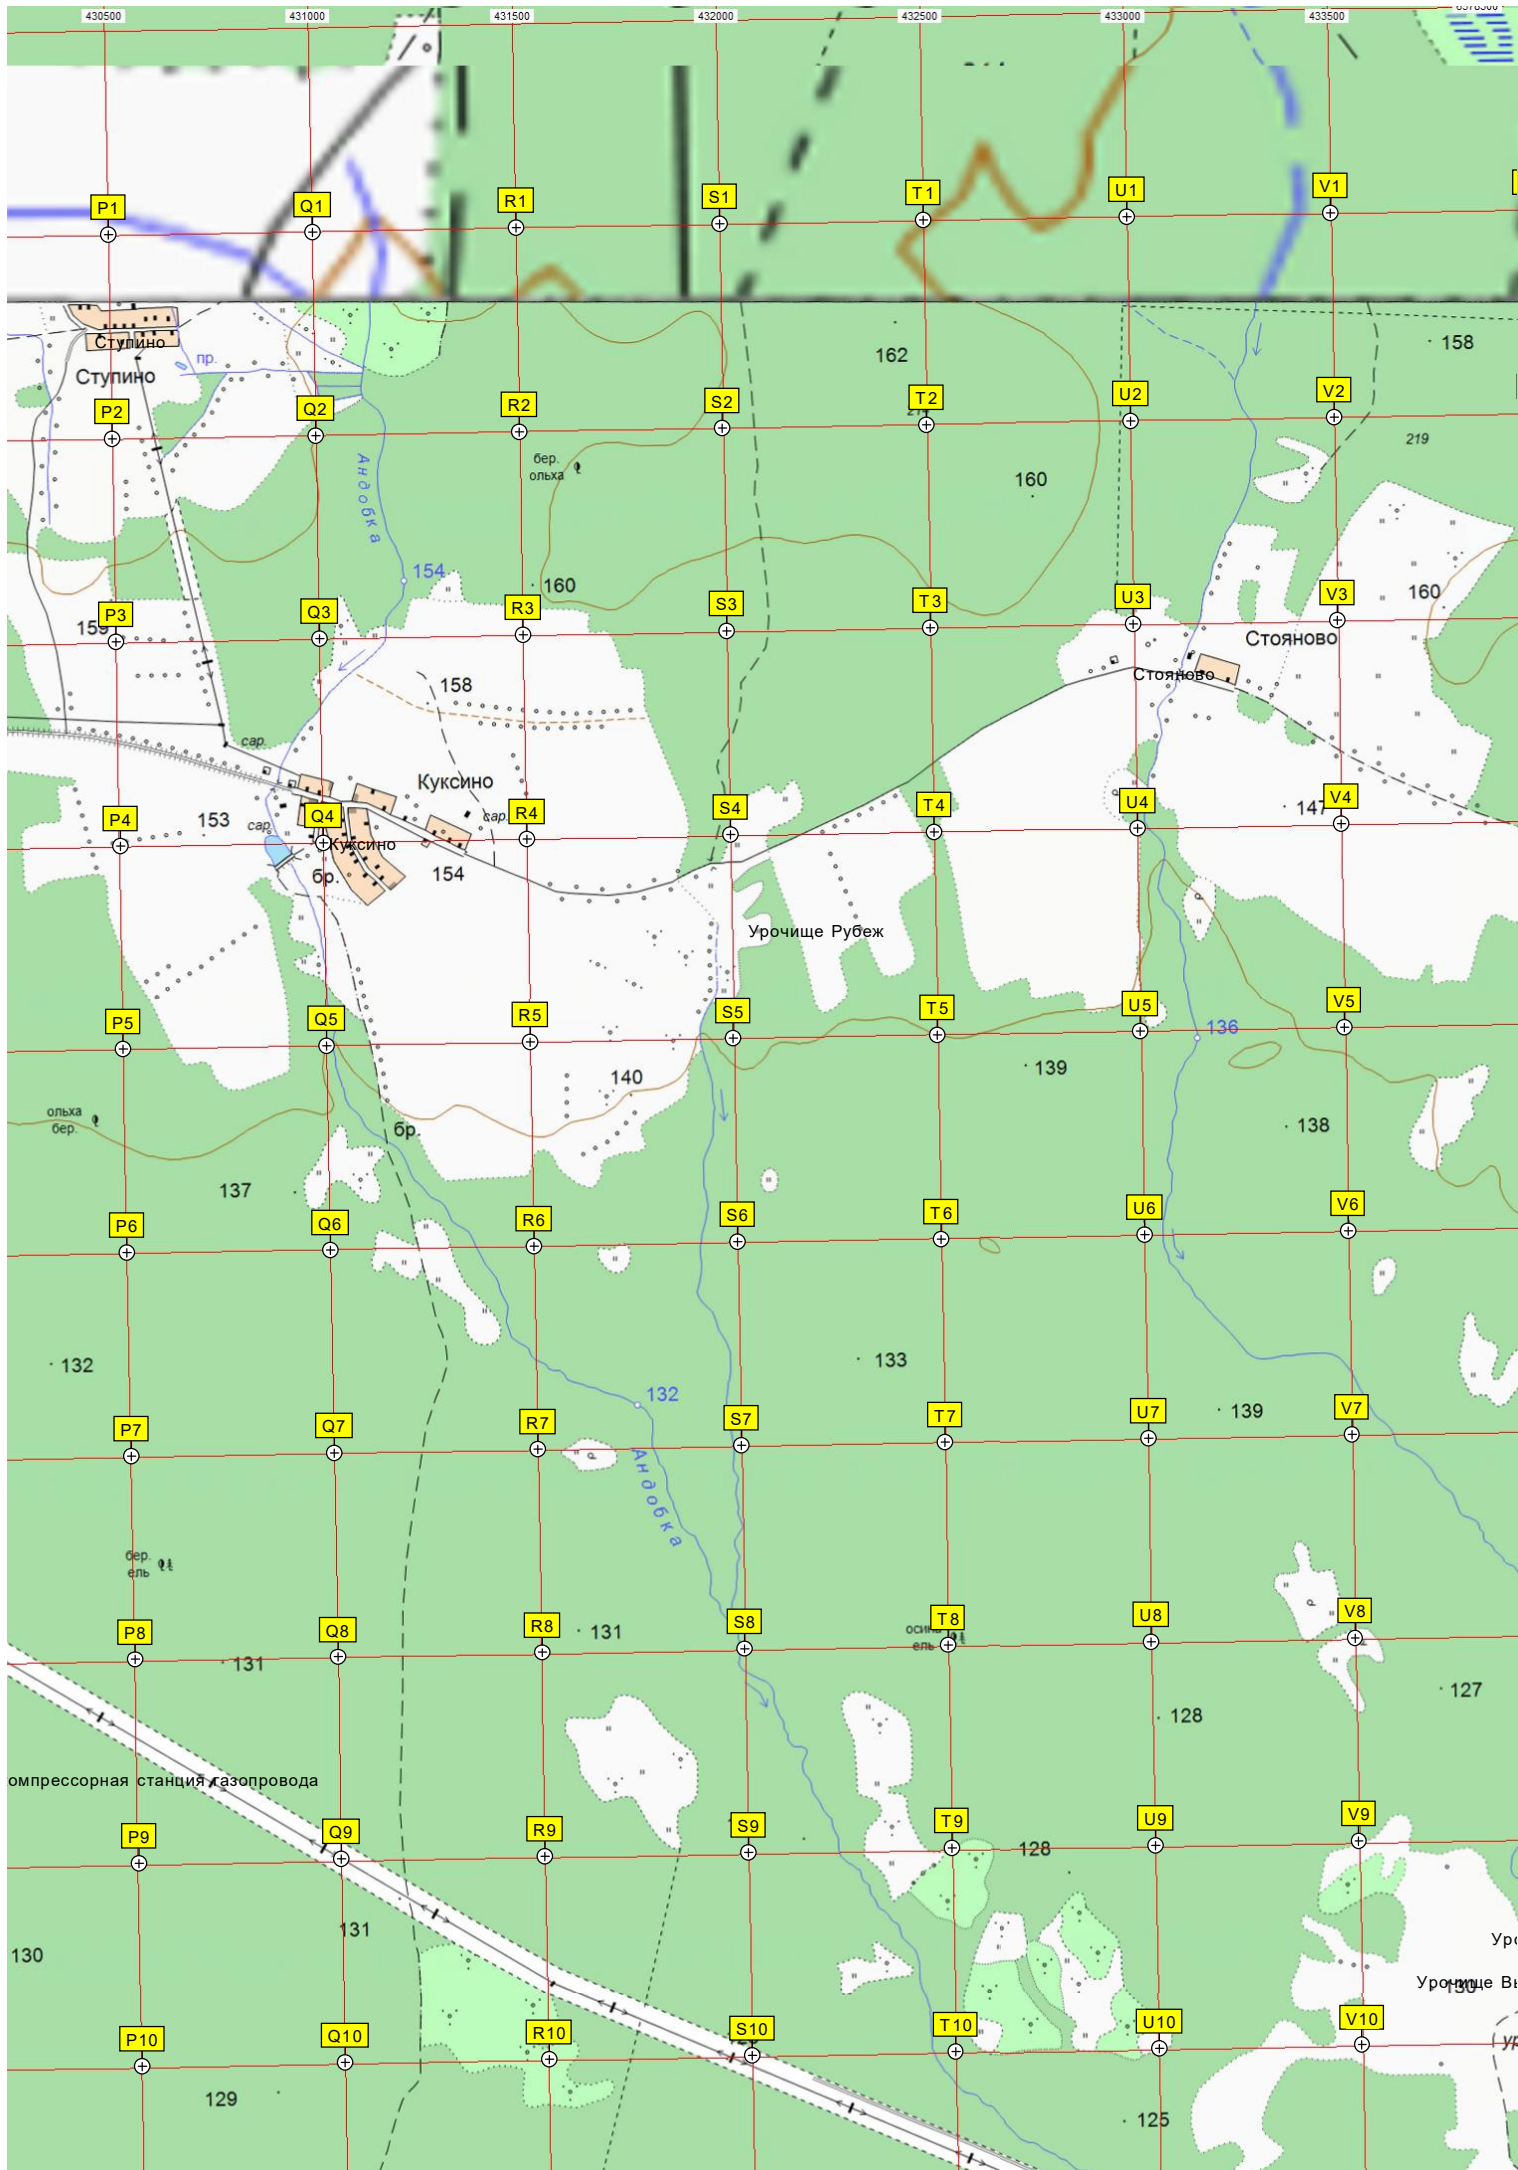 430500 431000 431500 432000 432500 433000 433500
P1 Q1 R1 S1 T1 U1 V1
Ступино
Ступино
пр.
162
158
P2 Q2 R2 S2 T2 U2 V2
219
Андобка
бер.
ольха
160
154
160
160
P3 Q3 R3 S3 T3 U3 V3
159
Стояново
Стояново
158
сар.
Куксино
P4 Q4 R4 S4 T4 U4 V4
153
сар.
сар.
147
Куксино
бр.
154
Урочище Рубеж
P5 Q5 R5 S5 T5 U5 V5
136
139
140
ольха
бер.
бр.
138
137
P6 Q6 R6 S6 T6 U6 V6
132
133
132
139
P7 Q7 R7 S7 T7 U7 V7
Андобка
бер.
ель
P8 Q8 R8 S8 T8 U8 V8
131
131
ель
127
128
омпрессорная станция газопровода
P9 Q9 R9 S9 T9 U9 V9
128
131
130
Урочище
130
P10 Q10 R10 S10 T10 U10 V10
129
125